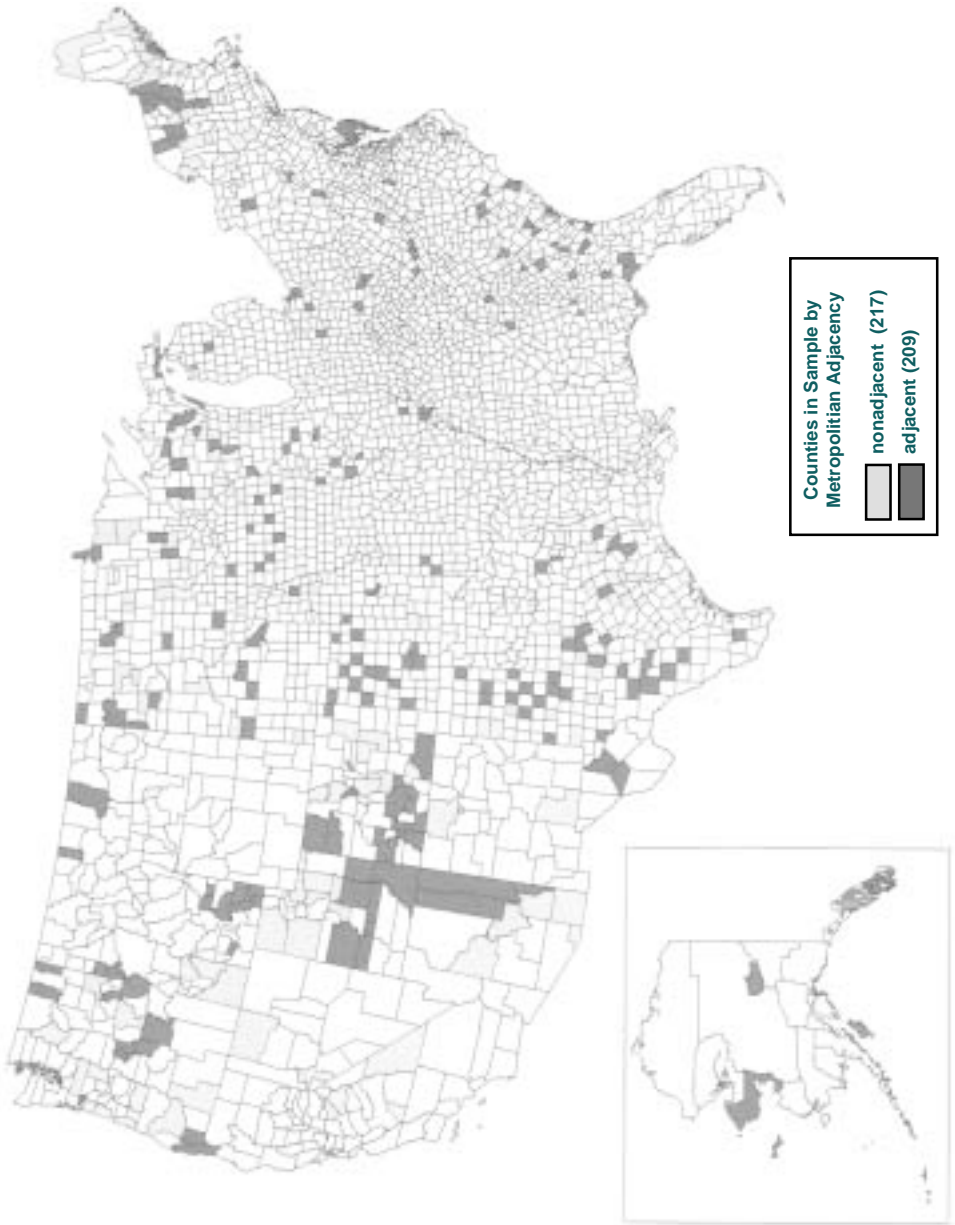 Counties in Sample by
Metropolitian Adjacency
nonadjacent (217)
adjacent (209)